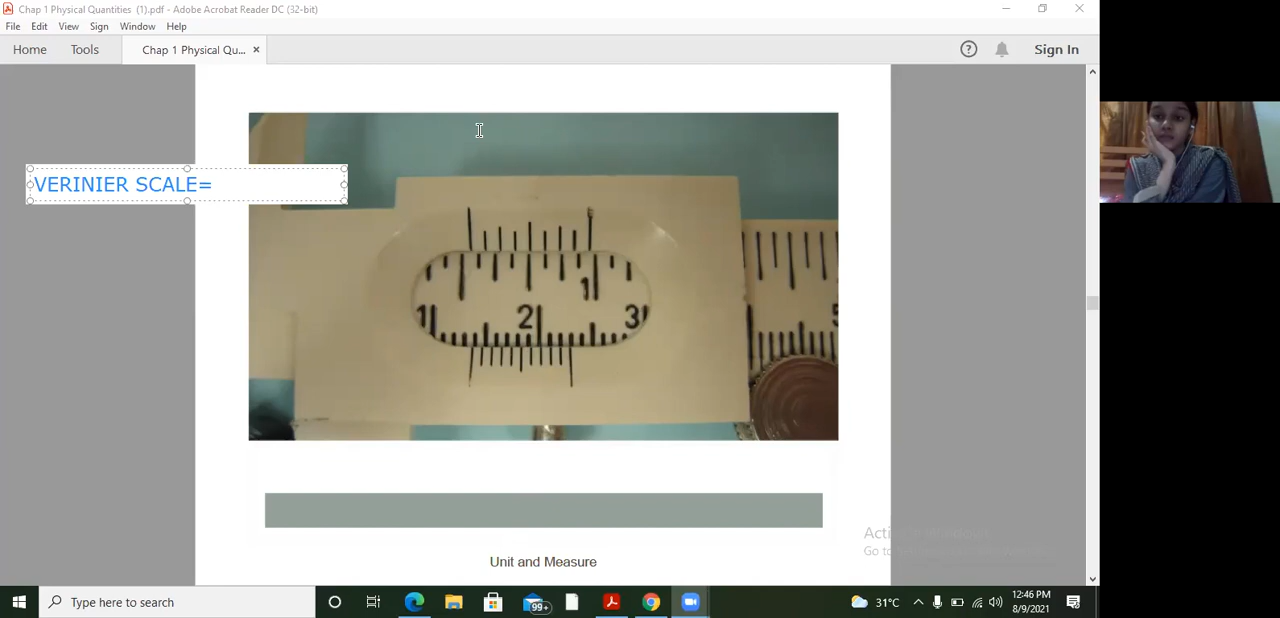 Chap 1 Physical Quantities (1).pdf - Adobe Acrobat Reader DC (32-bit)
File Edit View Sign Window Help
Home Tools Chap 1 Physical Qu... × ? Sign In
VERINIER SCALE=
1
1 2 3
5
Unit and Measure
Type here to search
99+
31°C
12:46 PM
8/9/2021